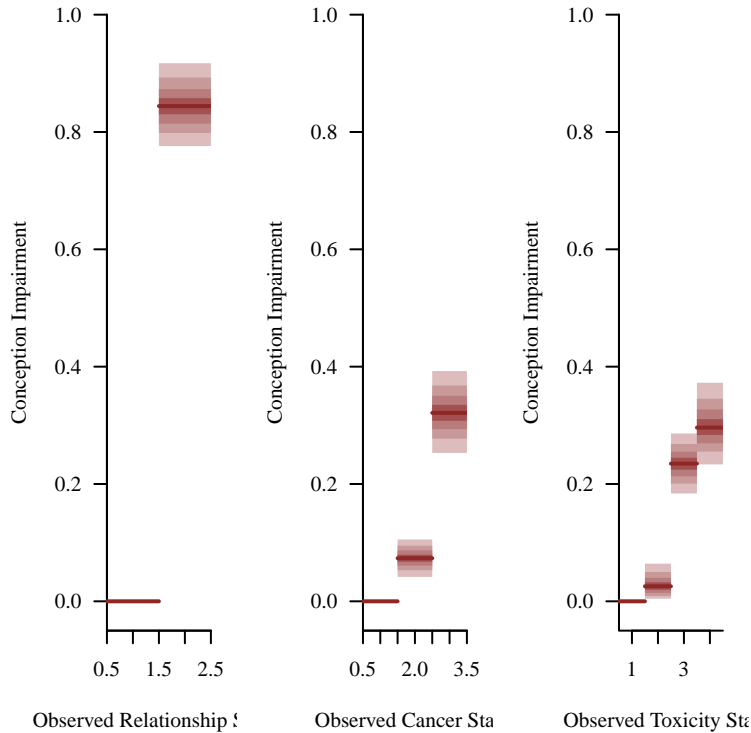 1.0
0.8
0.6
0.4
0.2
0.0
Conception Impairment
0.5 1.5 2.5
Observed Relationship S
1.0
0.8
0.6
0.4
0.2
0.0
Conception Impairment
0.5 2.0 3.5
Observed Cancer Sta
1.0
0.8
0.6
0.4
0.2
0.0
Conception Impairment
1 3
Observed Toxicity Sta